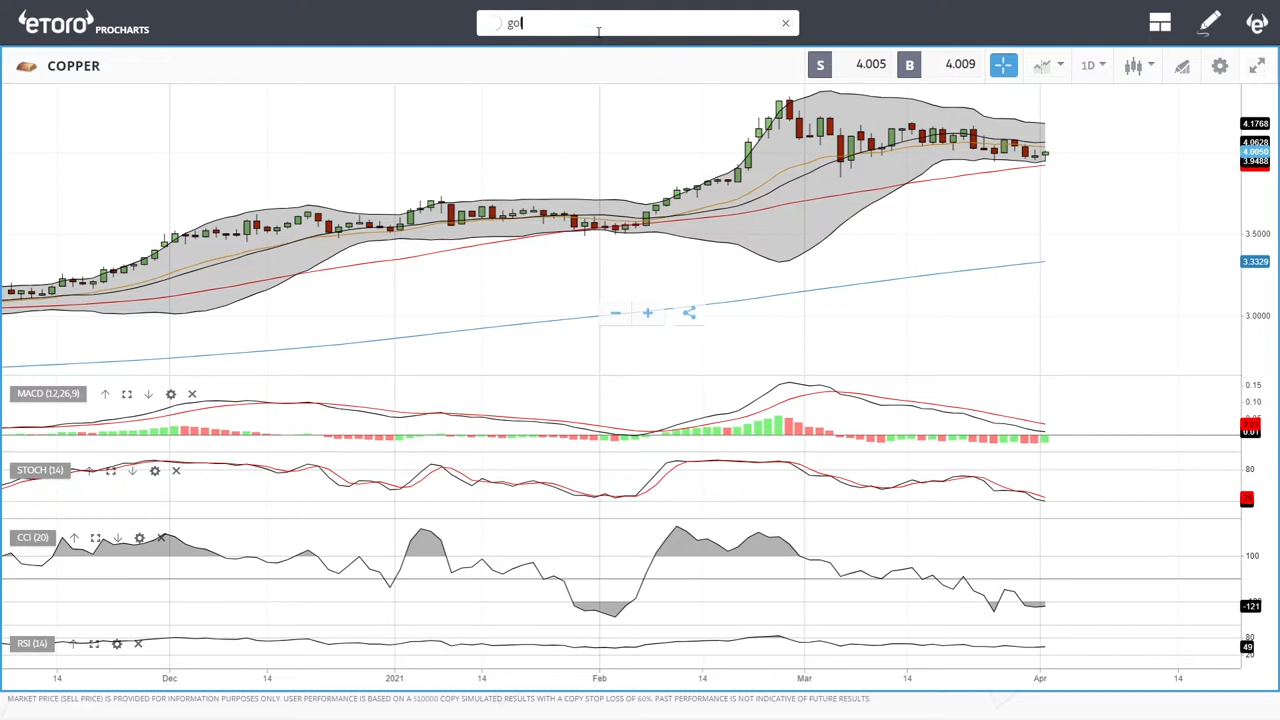 etoro PROCHARTS
gol
COPPER
S 4.005 B 4.009 1D
4.1768
4.0628
4.0050
3.9488
3.5000
3.3329
3.0000
MACD (12,26,9)
0.15
0.10
0.05
STOCH (14)
80
CCI (20)
100
-121
RSI (14)
80
49
20
14 Dec 14 2021 14 Feb 14 Mar 14 Apr 14
MARKET PRICE (SELL PRICE) IS PROVIDED FOR INFORMATION PURPOSES ONLY. USER PERFORMANCE IS BASED ON A $10000 COPY SIMULATED RESULTS WITH A COPY STOP LOSS OF 60%. PAST PERFORMANCE IS NOT INDICATIVE OF FUTURE RESULTS.